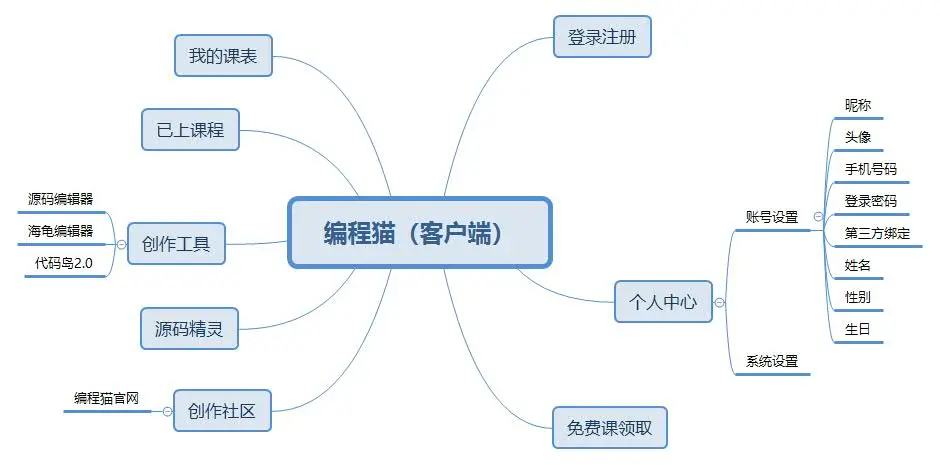 编程猫（客户端）
登录注册
个人中心
账号设置
昵称
头像
手机号码
登录密码
第三方绑定
姓名
性别
生日
系统设置
免费课领取
我的课表
已上课程
创作工具
源码编辑器
海龟编辑器
代码鸟2.0
源码精灵
创作社区
编程猫官网